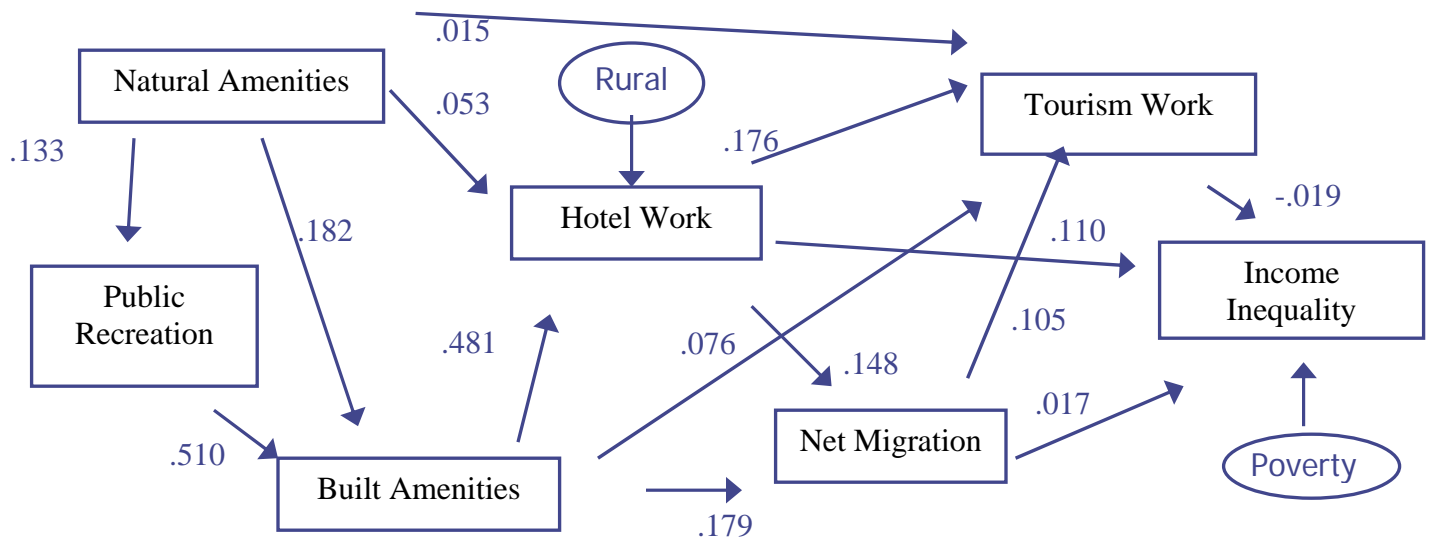 .015
Natural Amenities
Rural
Tourism Work
.053
.133
.176
Hotel Work
-.019
.182
.110
Public
Recreation
Income
Inequality
.481
.076
.105
.148
.017
.510
Net Migration
Poverty
Built Amenities
.179